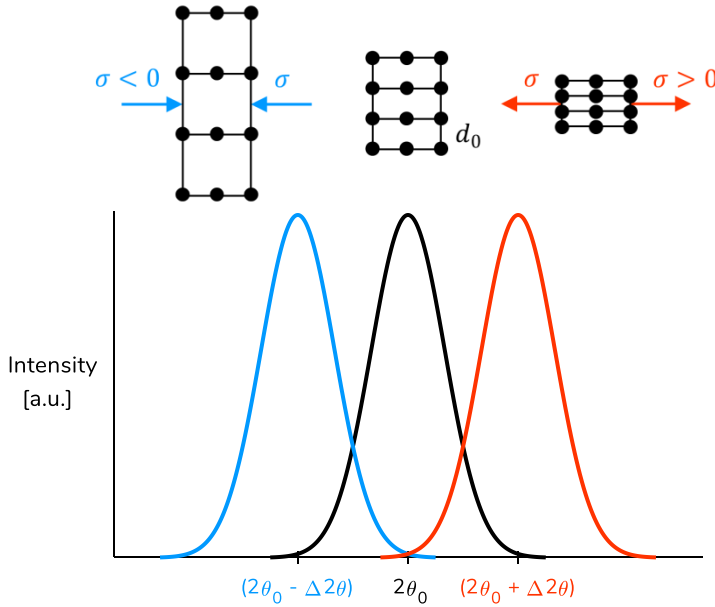 σ < 0
σ
d₀
σ
σ > 0
Intensity
[a.u.]
(2θ₀ - Δ2θ)
2θ₀
(2θ₀ + Δ2θ)